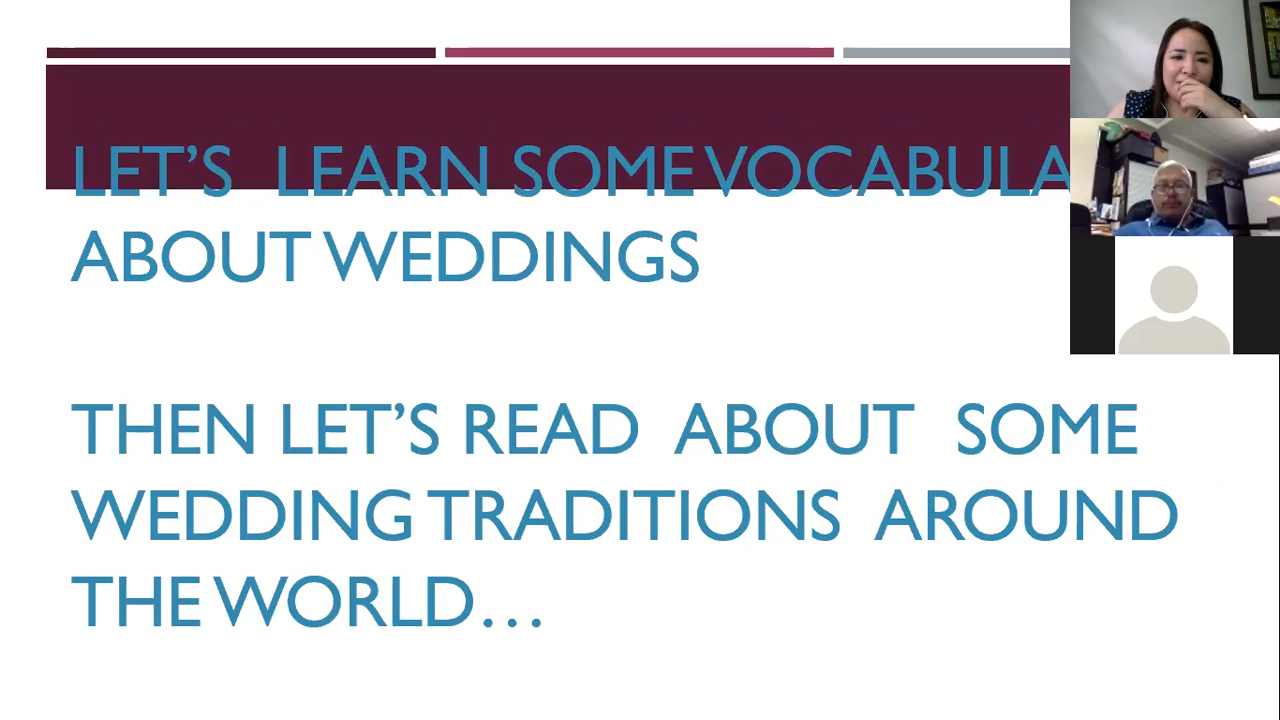 LET’S LEARN SOME VOCABULA
ABOUT WEDDINGS
THEN LET’S READ ABOUT SOME
WEDDING TRADITIONS AROUND
THE WORLD…